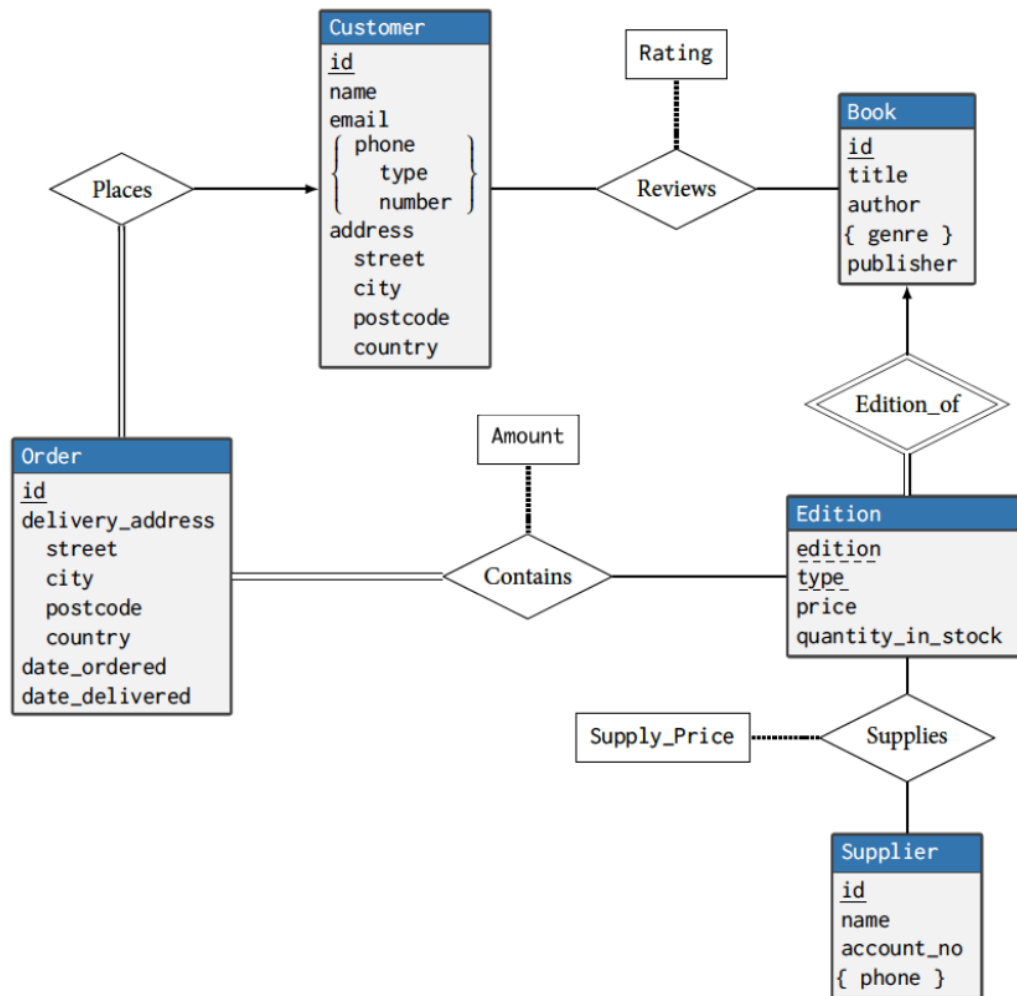 Customer
id
name
email
{ phone
type
number }
address
street
city
postcode
country
Places
Rating
Reviews
Book
id
title
author
{ genre }
publisher
Edition_of
Order
id
delivery_address
street
city
postcode
country
date_ordered
date_delivered
Amount
Contains
Edition
edition
type
price
quantity_in_stock
Supply_Price
Supplies
Supplier
id
name
account_no
{ phone }